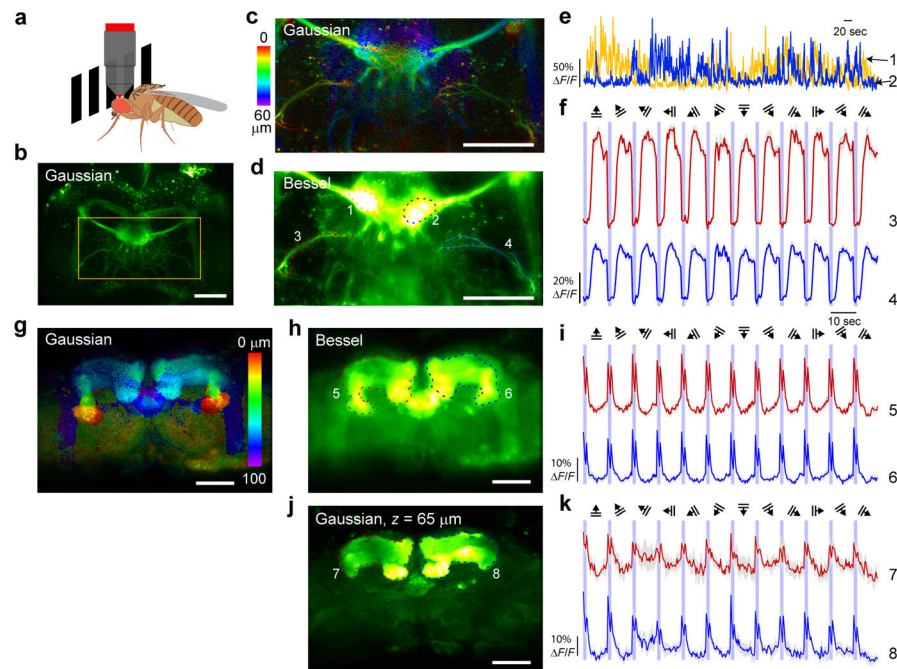 a
b
Gaussian
c
Gaussian
0
60
μm
d
Bessel
1
2
3
4
e
20 sec
50%
ΔF/F
1
2
f
3
20%
ΔF/F
4
10 sec
g
Gaussian
0 μm
100
h
Bessel
5
6
i
5
10%
ΔF/F
6
j
Gaussian, z = 65 μm
7
8
k
7
10%
ΔF/F
8